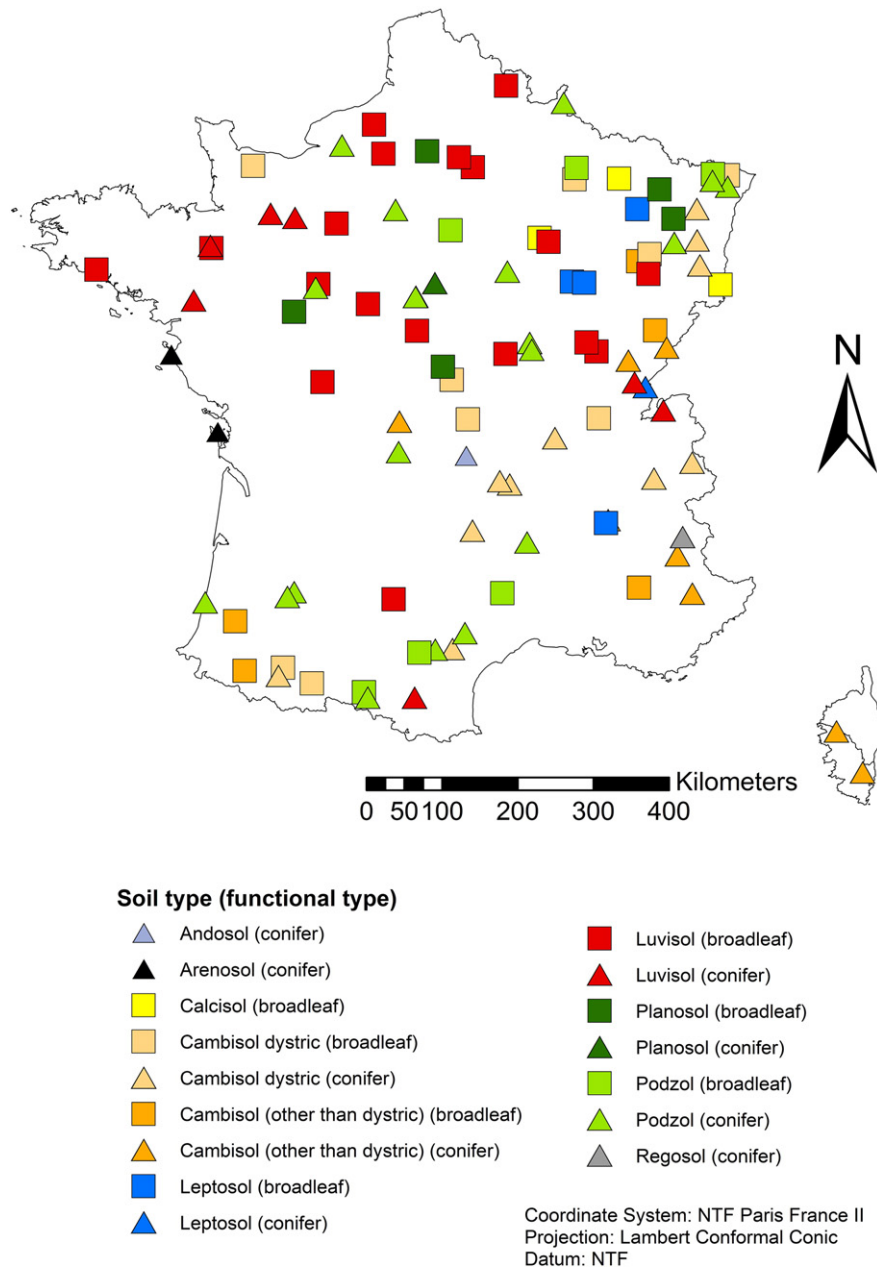 N
Kilometers
0 50 100 200 300 400
Soil type (functional type)
Andosol (conifer)
Arenosol (conifer)
Calcisol (broadleaf)
Cambisol dystric (broadleaf)
Cambisol dystric (conifer)
Cambisol (other than dystric) (broadleaf)
Cambisol (other than dystric) (conifer)
Leptosol (broadleaf)
Leptosol (conifer)
Luvisol (broadleaf)
Luvisol (conifer)
Planosol (broadleaf)
Planosol (conifer)
Podzol (broadleaf)
Podzol (conifer)
Regosol (conifer)
Coordinate System: NTF Paris France II
Projection: Lambert Conformal Conic
Datum: NTF